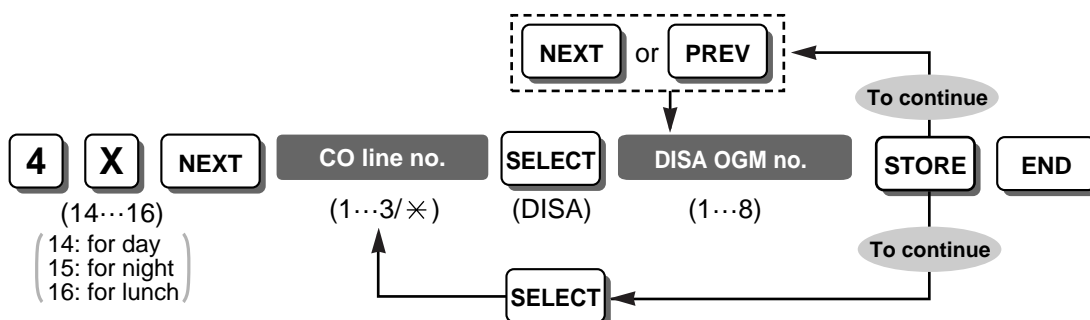 NEXT or PREV
To continue
4 X NEXT CO line no. SELECT DISA OGM no. STORE END
(14···16) (1···3/✳) (DISA) (1···8)
14: for day
15: for night
16: for lunch
To continue
SELECT